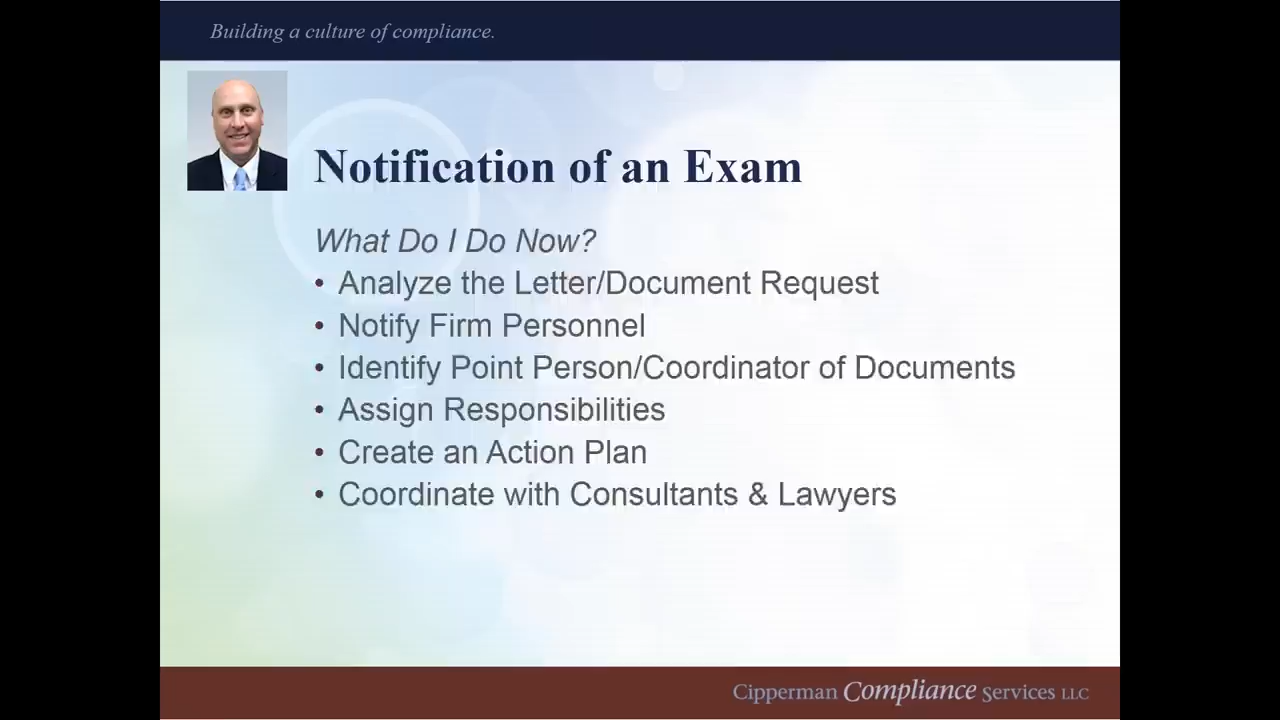 Building a culture of compliance.
Notification of an Exam
What Do I Do Now?
• Analyze the Letter/Document Request
• Notify Firm Personnel
• Identify Point Person/Coordinator of Documents
• Assign Responsibilities
• Create an Action Plan
• Coordinate with Consultants & Lawyers
Cipperman Compliance Services LLC